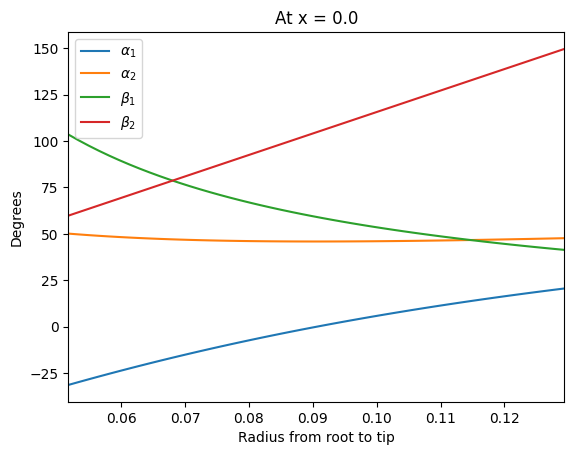 At x = 0.0
α₁
α₂
β₁
β₂
Degrees
150
125
100
75
50
25
0
−25
0.06 0.07 0.08 0.09 0.10 0.11 0.12
Radius from root to tip